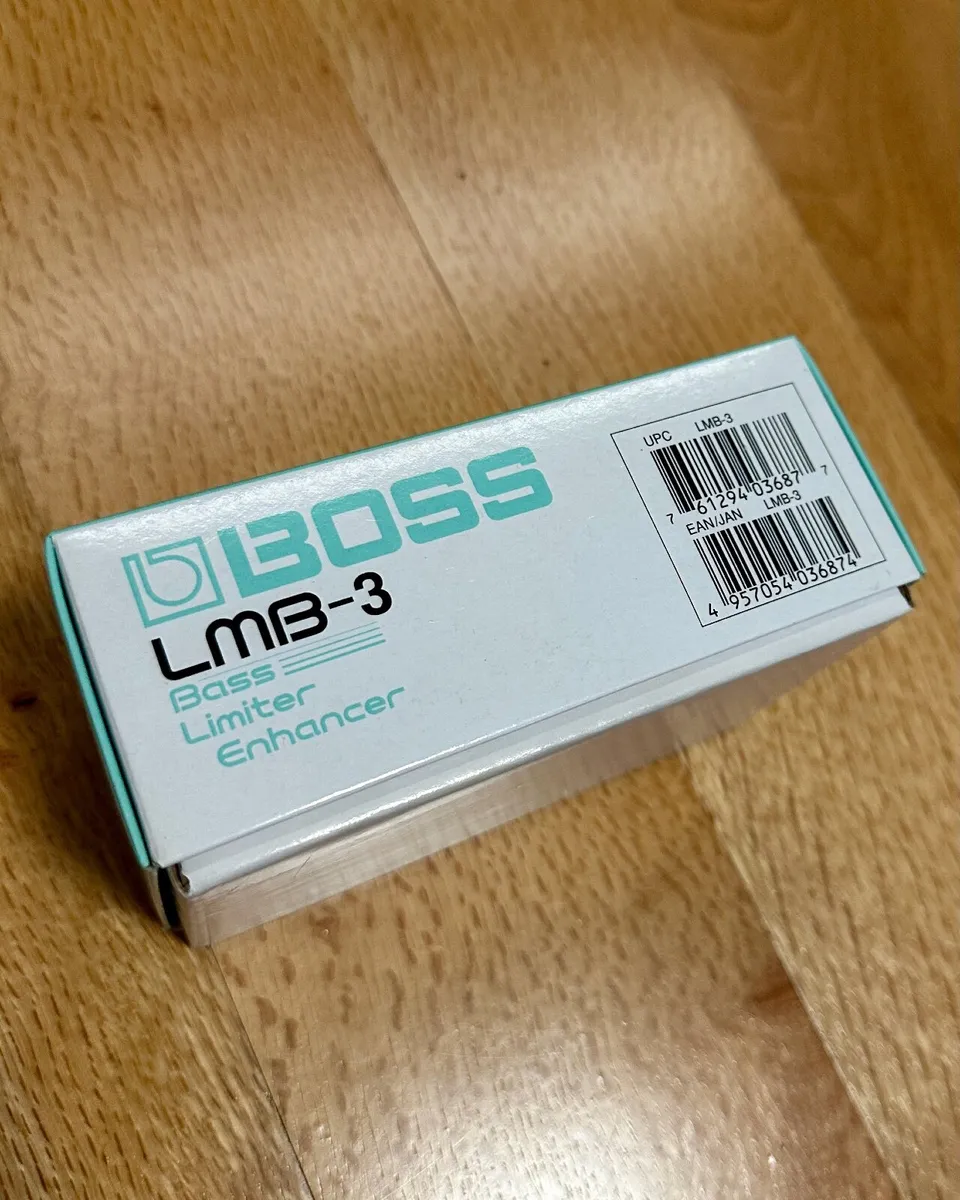 BOSS
LMB-3
Bass
Limiter
Enhancer
UPC LMB-3
7 61294 03687 7
EAN/JAN LMB-3
4 957054 036874